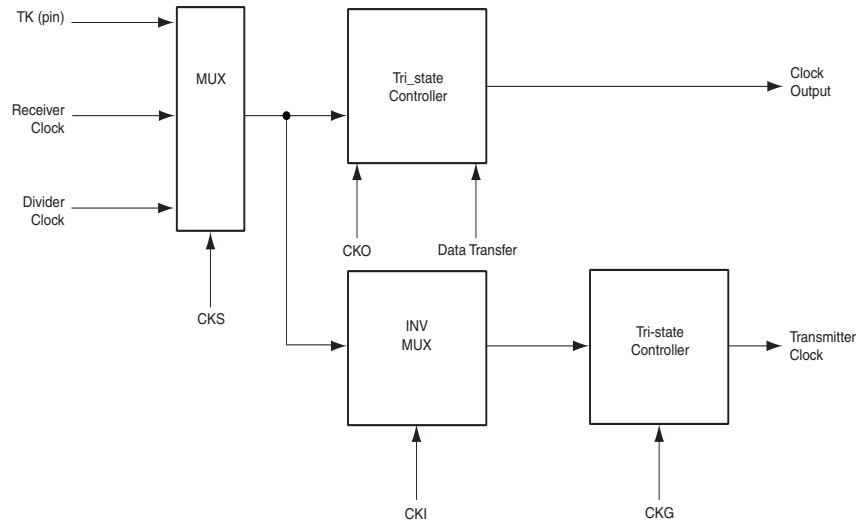 TK (pin)
MUX
Receiver
Clock
Divider
Clock
CKS
Tri_state
Controller
Clock
Output
CKO
Data Transfer
INV
MUX
Tri-state
Controller
Transmitter
Clock
CKI
CKG